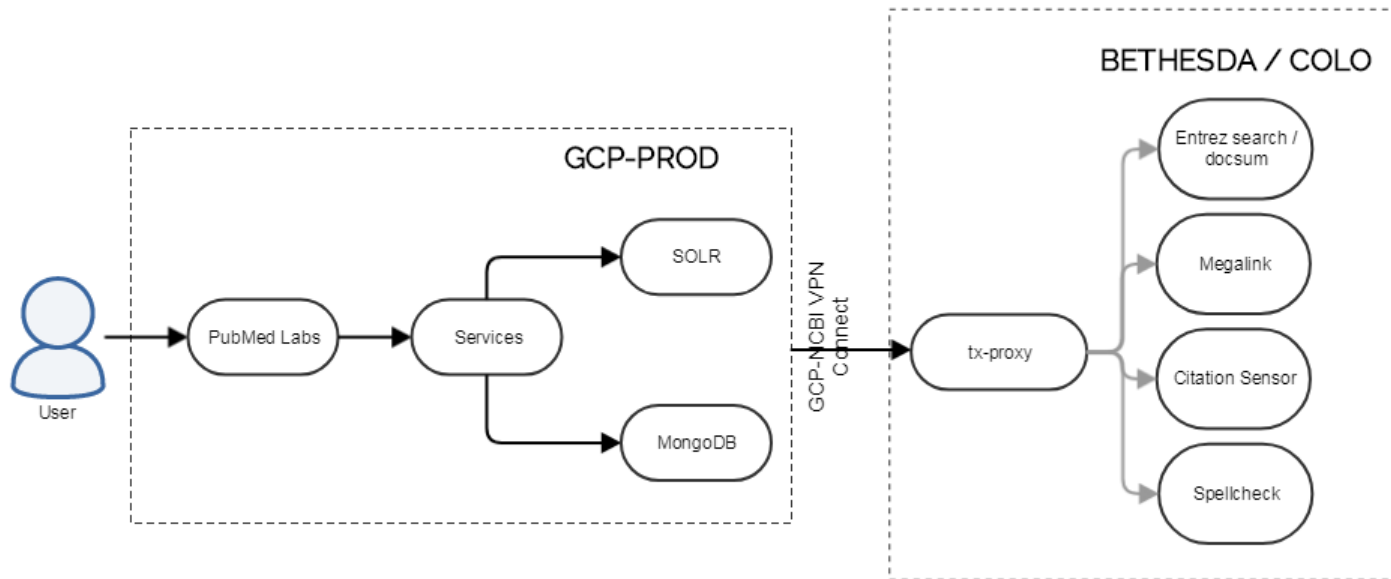 BETHESDA / COLO
GCP-PROD
Entrez search /
docsum
SOLR
Megalink
GCP-NCBI VPN
Connect
PubMed Labs
Services
tx-proxy
Citation Sensor
User
MongoDB
Spellcheck